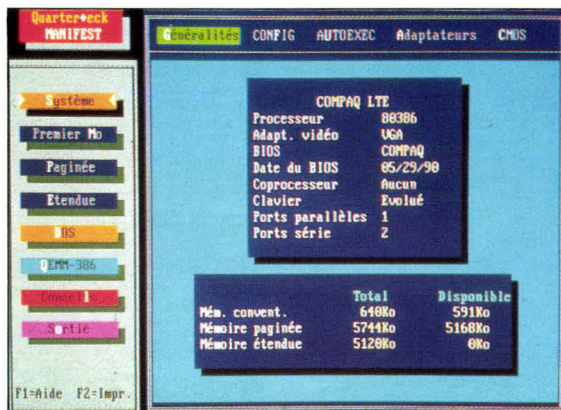 Quarterdeck
MANIFEST
Généralités CONFIG AUTOEXEC Adaptateurs CMOS
Système
Premier Mo
Paginée
Etendue
DOS
QEMM-386
Conseils
Sortie
F1=Aide F2=Impr.
COMPAQ LTE
Processeur 80386
Adapt. vidéo VGA
BIOS COMPAQ
Date du BIOS 05/29/90
Coprocesseur Aucun
Clavier Evolué
Ports parallèles 1
Ports série 2
Total Disponible
Mém. convent. 640Ko 591Ko
Mémoire paginée 5744Ko 5168Ko
Mémoire étendue 5120Ko 0Ko